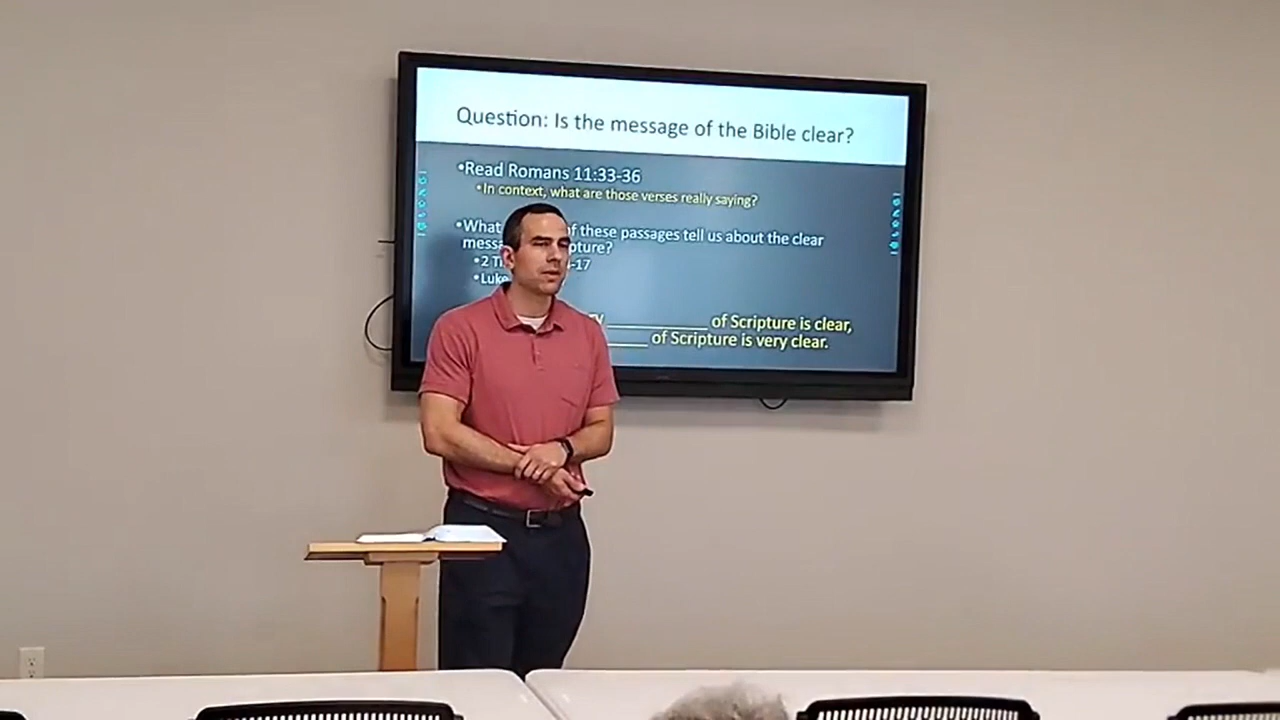 Question: Is the message of the Bible clear?
•Read Romans 11:33-36
•In context, what are those verses really saying?
•What of these passages tell us about the clear
•2
-17
•Luke
of Scripture is clear,
of Scripture is very clear.